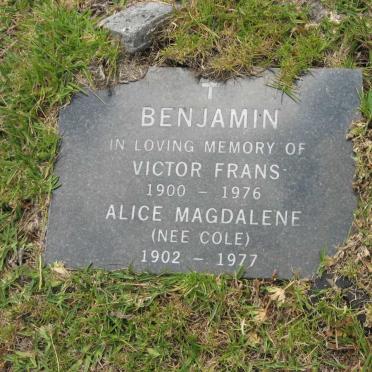 BENJAMIN
IN LOVING MEMORY OF
VICTOR FRANS
1900 - 1976
ALICE MAGDALENE
(NEE COLE)
1902 - 1977